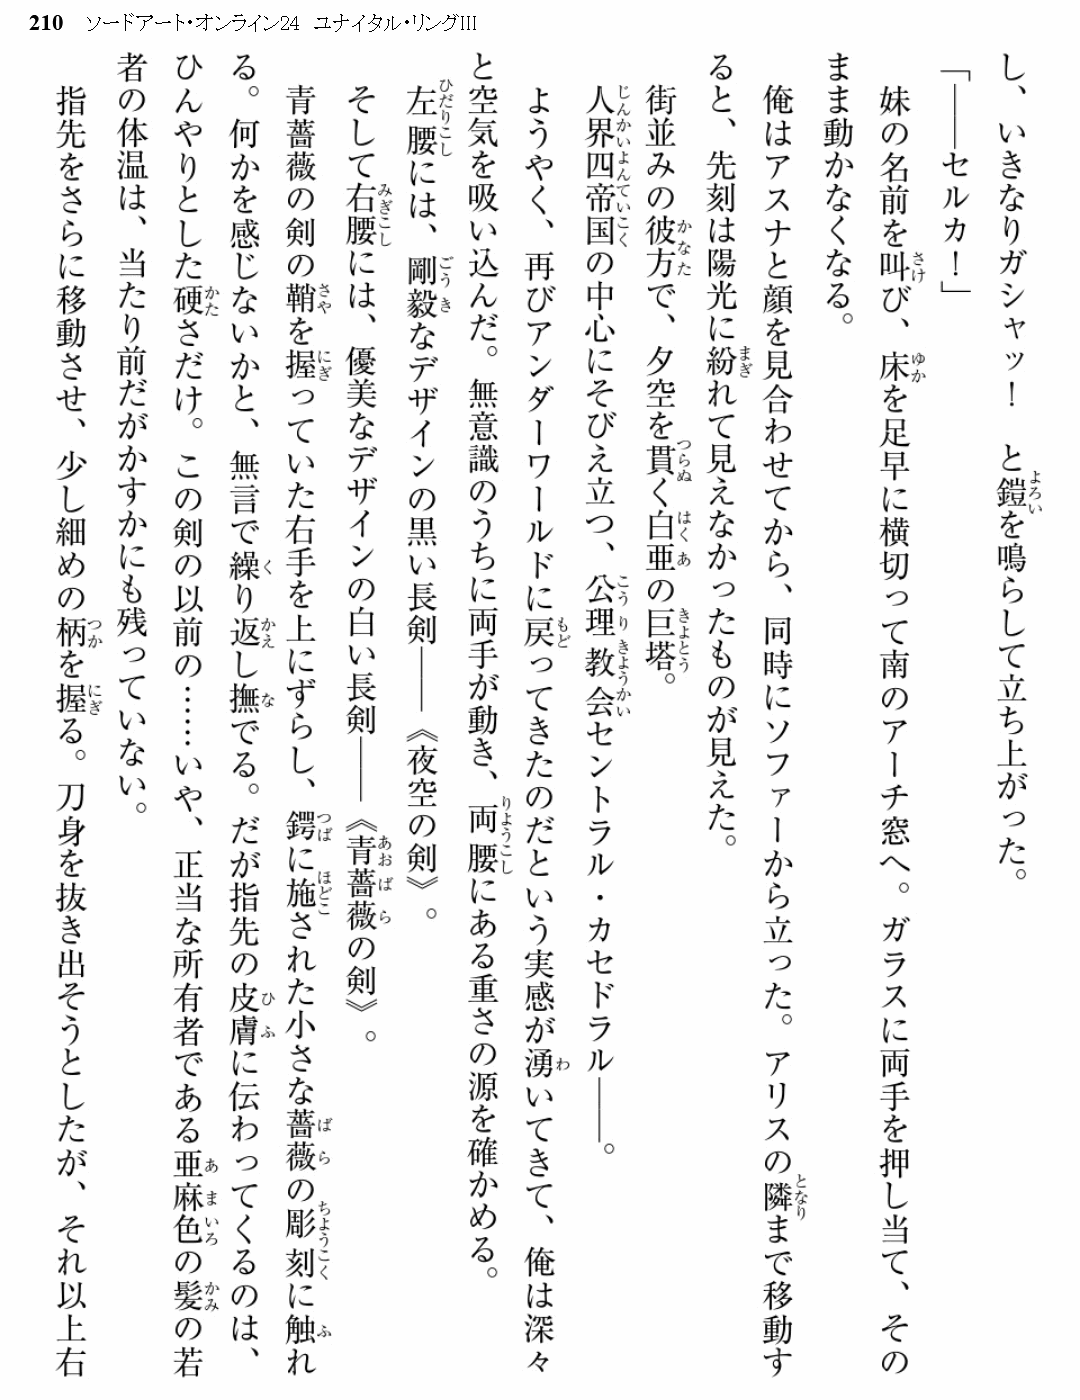 210 ソードアート・オンライン24 ユナイタル・リングIII
し、いきなりガシャッ！　と鎧を鳴らして立ち上がった。
「――セルカ！」
妹の名前を叫び、床を足早に横切って南のアーチ窓へ。ガラスに両手を押し当て、その
まま動かなくなる。
俺はアスナと顔を見合わせてから、同時にソファーから立った。アリスの隣まで移動す
ると、先刻は陽光に紛れて見えなかったものが見えた。
街並みの彼方で、夕空を貫く白亜の巨塔。
人界四帝国の中心にそびえ立つ、公理教会セントラル・カセドラル――。
ようやく、再びアンダーワールドに戻ってきたのだという実感が湧いてきて、俺は深々
と空気を吸い込んだ。無意識のうちに両手が動き、両腰にある重さの源を確かめる。
左腰には、剛毅なデザインの黒い長剣――《夜空の剣》。
そして右腰には、優美なデザインの白い長剣――《青薔薇の剣》。
青薔薇の剣の鞘を握っていた右手を上にずらし、鍔に施された小さな薔薇の彫刻に触れ
る。何かを感じないかと、無言で繰り返し撫でる。だが指先の皮膚に伝わってくるのは、
ひんやりとした硬さだけ。この剣の以前の……いや、正当な所有者である亜麻色の髪の若
者の体温は、当たり前だがかすかにも残っていない。
指先をさらに移動させ、少し細めの柄を握る。刀身を抜き出そうとしたが、それ以上右